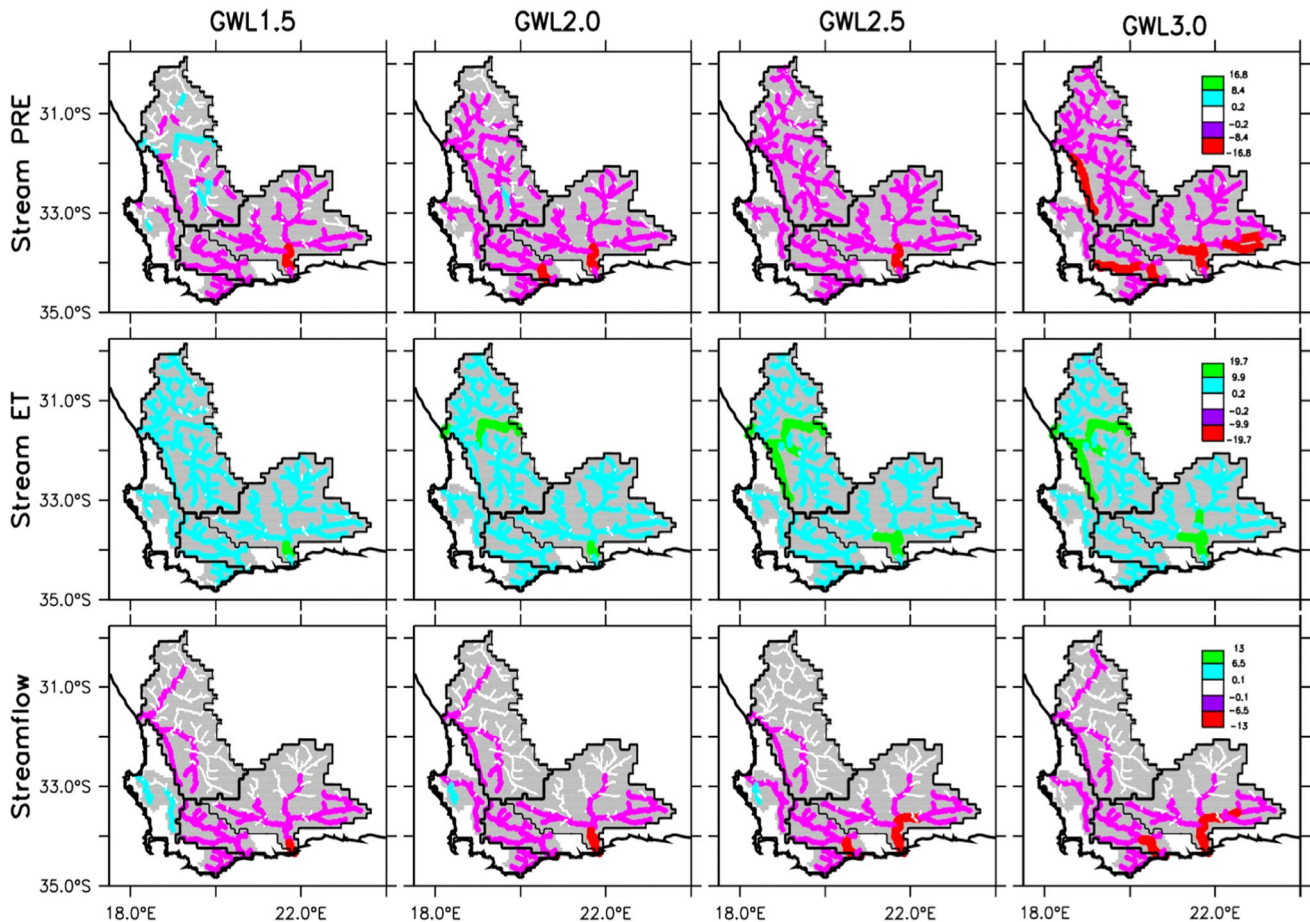 GWL1.5 GWL2.0 GWL2.5 GWL3.0
Stream PRE
31.0°S
33.0°S
35.0°S
16.8
8.4
0.2
-0.2
-8.4
-16.8
Stream ET
31.0°S
33.0°S
35.0°S
19.7
9.9
0.2
-0.2
-9.9
-19.7
Streamflow
31.0°S
33.0°S
35.0°S
13
6.5
0.1
-0.1
-6.5
-13
18.0°E 22.0°E 18.0°E 22.0°E 18.0°E 22.0°E 18.0°E 22.0°E